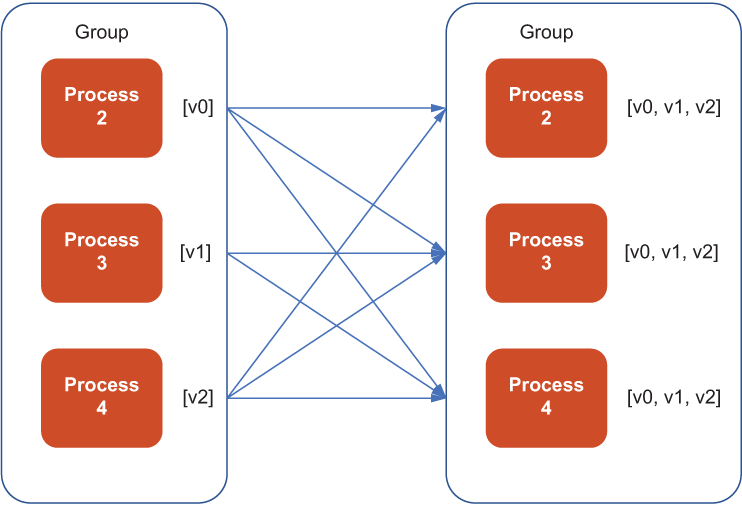 Group
Process
2
[v0]
Process
3
[v1]
Process
4
[v2]
Group
Process
2
[v0, v1, v2]
Process
3
[v0, v1, v2]
Process
4
[v0, v1, v2]